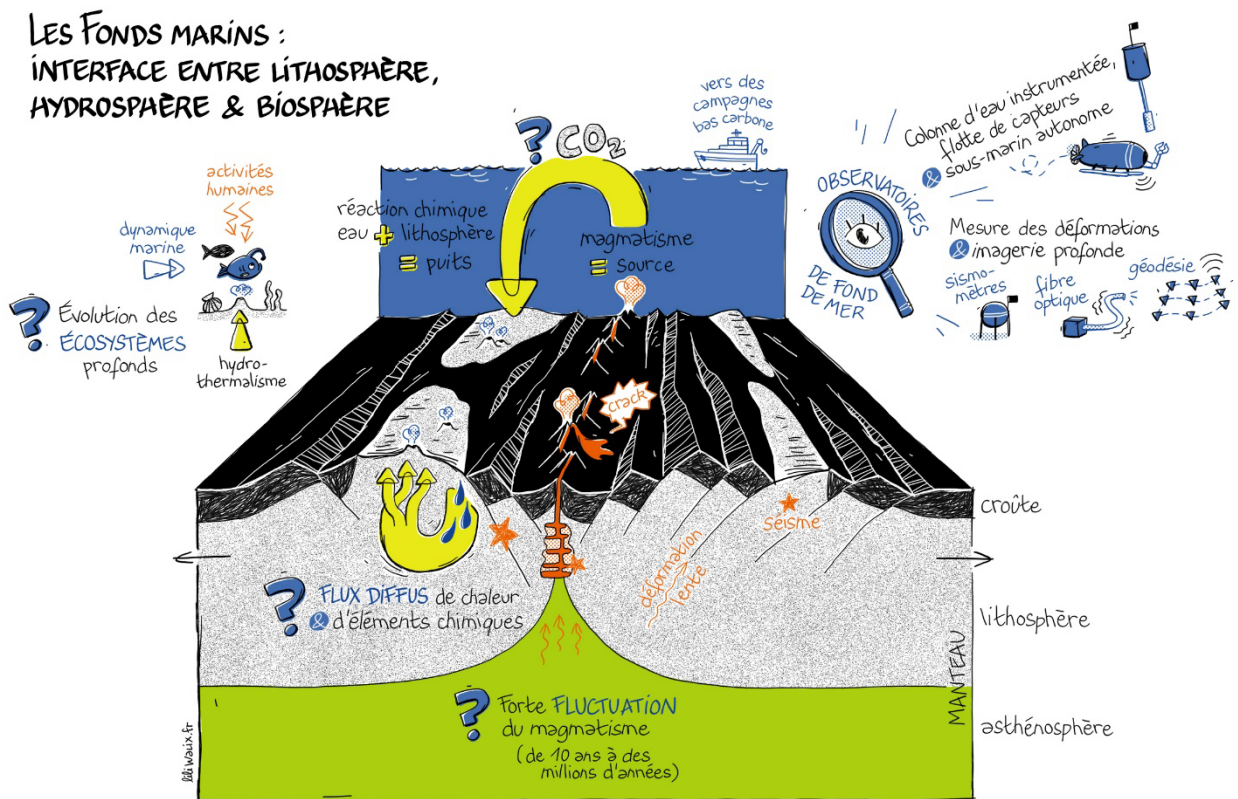 LES FONDS MARINS :
INTERFACE ENTRE LITHOSPHÈRE,
HYDROSPHÈRE & BIOSPHÈRE
activités
humaines
dynamique
marine
? Évolution des
ÉCOSYSTÈMES
profonds
hydro-
thermalisme
? CO2
réaction chimique
eau + lithosphère
= puits
magmatisme
= source
vers des
campagnes
bas carbone
OBSERVATOIRES
DE FOND
DE MER
Colonne d'eau instrumentée,
flotte de capteurs
& sous-marin autonome
Mesure des déformations
& imagerie profonde
sismo-
mètres
fibre
optique
géodésie
crack
séisme
déformation
lente
? FLUX DIFFUS de chaleur
& d'éléments chimiques
? Forte FLUCTUATION
du magmatisme
(de 10 ans à des
millions d'années)
croûte
lithosphère
MANTEAU
asthénosphère
liliwaxx.fr